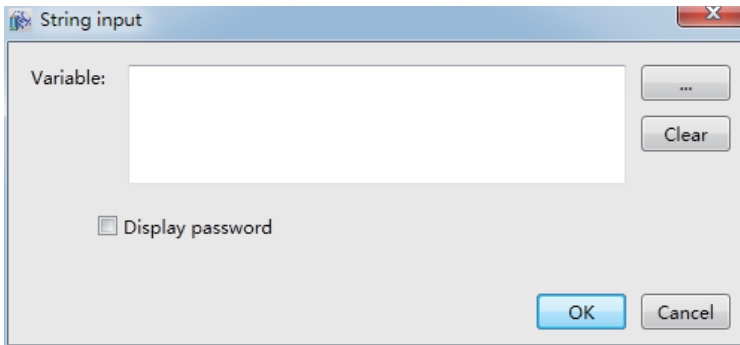 String input
Variable:
...
Clear
Display password
OK
Cancel